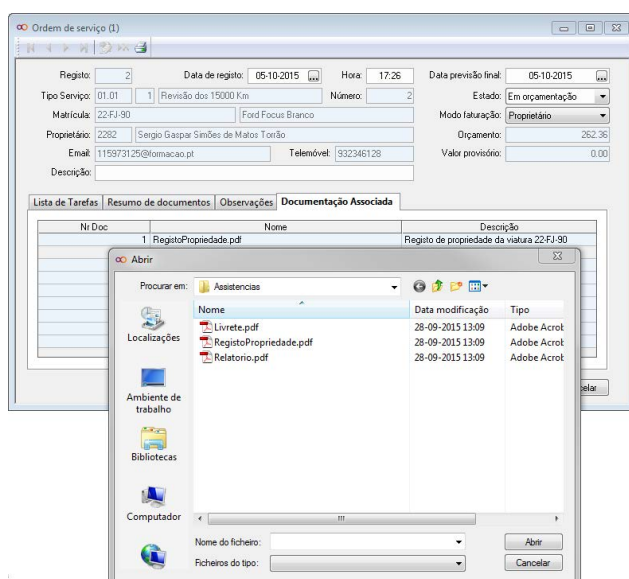 Ordem de serviço (1)
Registo: 2 Data de registo: 05-10-2015 ... Hora: 17:26 Data previsão final: 05-10-2015 ...
Tipo Serviço: 01.01 1 Revisão dos 15000 Km Número: 2 Estado: Em orçamentação
Matrícula: 22-FJ-90 Ford Focus Branco Modo faturação: Proprietário
Proprietário: 2282 Sergio Gaspar Simões de Matos Torrão Orçamento: 262.36
Email: 115973125@formacao.pt Telemóvel: 932346128 Valor provisório: 0.00
Descrição:
Lista de Tarefas Resumo de documentos Observações Documentação Associada
Nr Doc Nome Descrição
1 RegistoPropriedade.pdf Registo de propriedade da viatura 22-FJ-90
Abrir
Procurar em: Assistencias
Nome Data modificação Tipo
Livrete.pdf 28-09-2015 13:09 Adobe Acrob
RegistoPropriedade.pdf 28-09-2015 13:09 Adobe Acrob
Relatorio.pdf 28-09-2015 13:09 Adobe Acrob
Localizações
Ambiente de
trabalho
Bibliotecas
Computador
Nome do ficheiro: Abrir
Ficheiros do tipo: Cancelar
elar